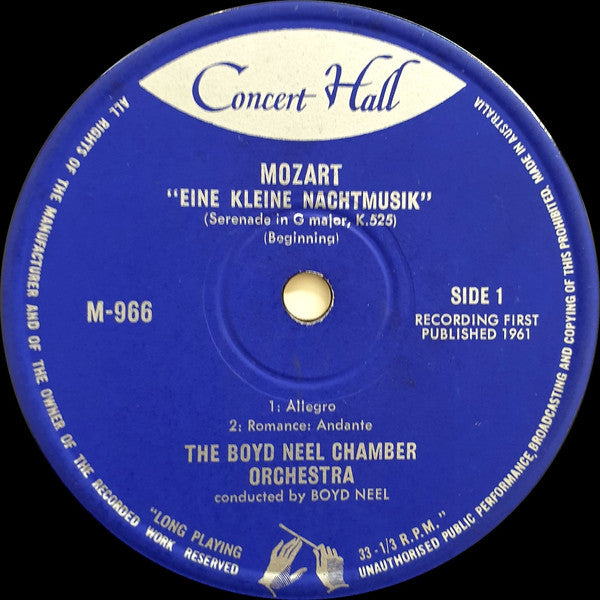 Concert Hall
MOZART
"EINE KLEINE NACHTMUSIK"
(Serenade in G major, K.525)
(Beginning)
M-966
SIDE 1
RECORDING FIRST
PUBLISHED 1961
1: Allegro
2: Romance: Andante
THE BOYD NEEL CHAMBER
ORCHESTRA
conducted by BOYD NEEL
"LONG PLAYING
33-1/3 R.P.M."
ALL RIGHTS OF THE MANUFACTURER AND OF THE OWNER OF THE RECORDED WORK RESERVED
UNAUTHORISED PUBLIC PERFORMANCE, BROADCASTING AND COPYING OF THIS PROHIBITED. MADE IN AUSTRALIA